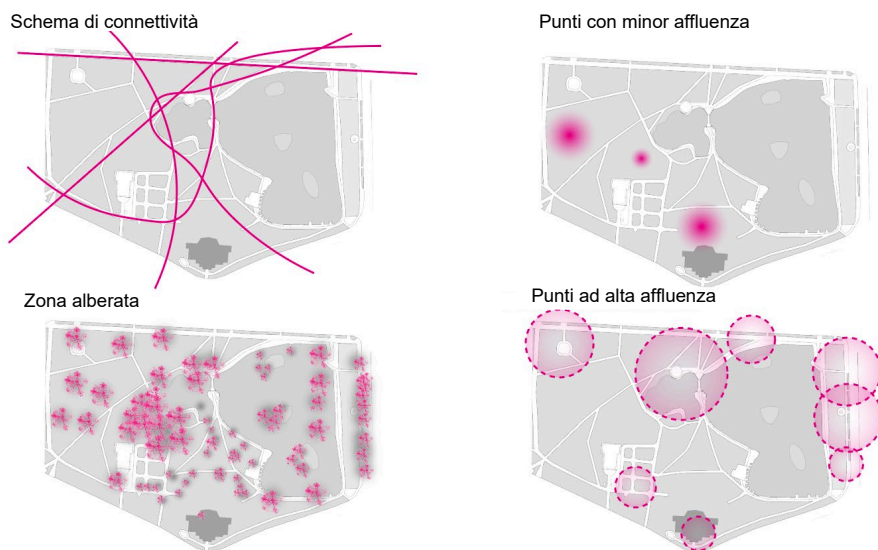 Schema di connettività
Punti con minor affluenza
Zona alberata
Punti ad alta affluenza